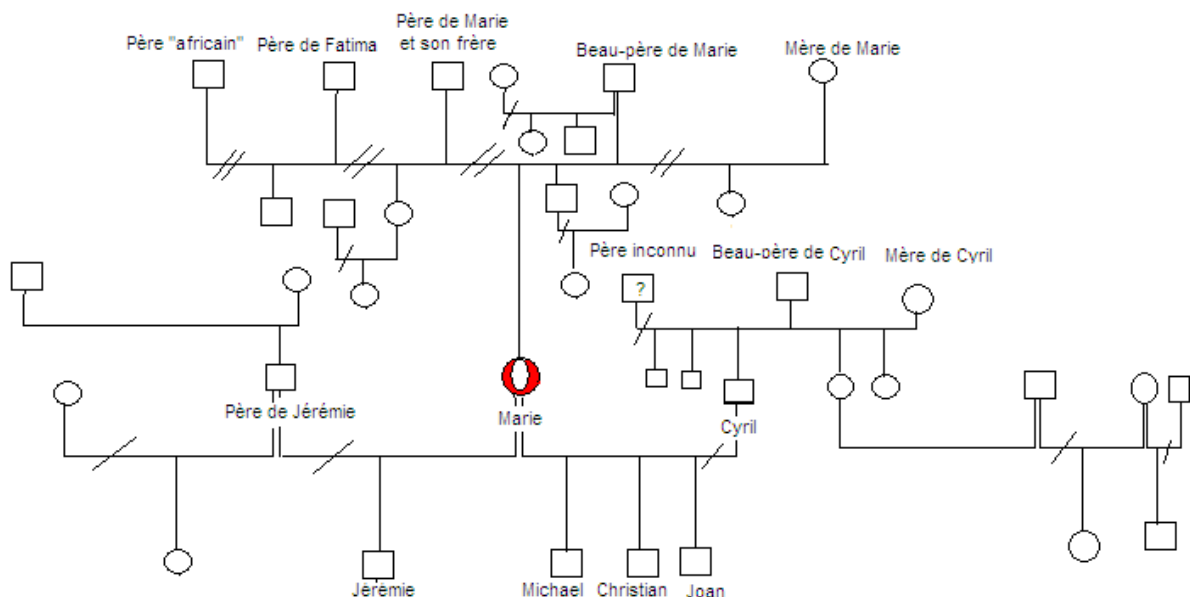 Père "africain"
Père de Fatima
Père de Marie
et son frère
Beau-père de Marie
Mère de Marie
Père inconnu
Beau-père de Cyril
Mère de Cyril
?
Père de Jérémie
Marie
Cyril
Jérémie
Michael
Christian
Joan